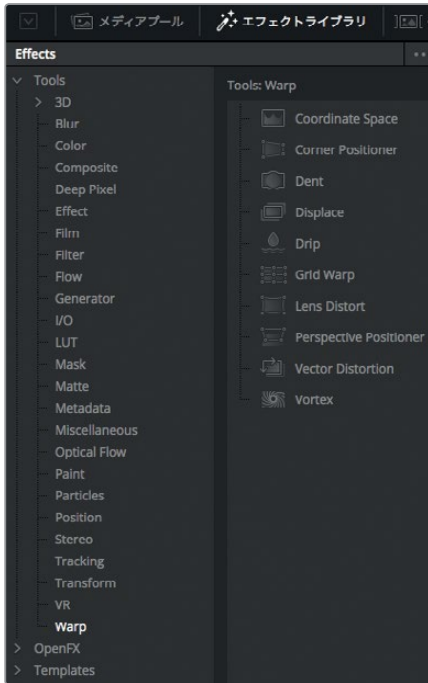 メディアプール
エフェクトライブラリ
Effects
Tools
3D
Blur
Color
Composite
Deep Pixel
Effect
Film
Filter
Flow
Generator
I/O
LUT
Mask
Matte
Metadata
Miscellaneous
Optical Flow
Paint
Particles
Position
Stereo
Tracking
Transform
VR
Warp
OpenFX
Templates
Tools: Warp
Coordinate Space
Corner Positioner
Dent
Displace
Drip
Grid Warp
Lens Distort
Perspective Positioner
Vector Distortion
Vortex